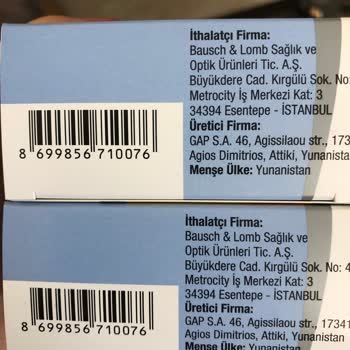 İthalatçı Firma:
Bausch & Lomb Sağlık ve
Optik Ürünleri Tic. A.Ş.
Büyükdere Cad. Kırgülü Sok. No:
Metrocity İş Merkezi Kat: 3
34394 Esentepe - İSTANBUL
Üretici Firma:
GAP S.A. 46, Agissilaou str., 173
Agios Dimitrios, Attiki, Yunanistan
Menşe Ülke: Yunanistan
8 699856 710076
İthalatçı Firma:
Bausch & Lomb Sağlık ve
Optik Ürünleri Tic. A.Ş.
Büyükdere Cad. Kırgülü Sok. No: 4
Metrocity İş Merkezi Kat: 3
34394 Esentepe - İSTANBUL
Üretici Firma:
GAP S.A. 46, Agissilaou str., 17341
Agios Dimitrios, Attiki, Yunanistan
Menşe Ülke: Yunanistan
8 699856 710076